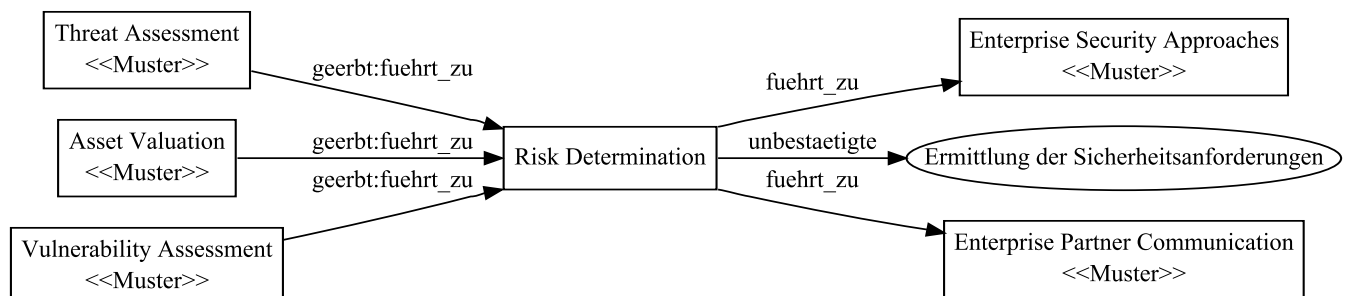 Threat Assessment
<<Muster>>
geerbt:fuehrt_zu
Asset Valuation
<<Muster>>
geerbt:fuehrt_zu
Vulnerability Assessment
<<Muster>>
geerbt:fuehrt_zu
Risk Determination
fuehrt_zu
Enterprise Security Approaches
<<Muster>>
unbestaetigte
Ermittlung der Sicherheitsanforderungen
fuehrt_zu
Enterprise Partner Communication
<<Muster>>